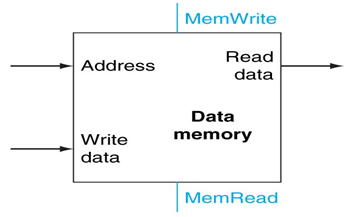 MemWrite
Address
Read
data
Data
memory
Write
data
MemRead